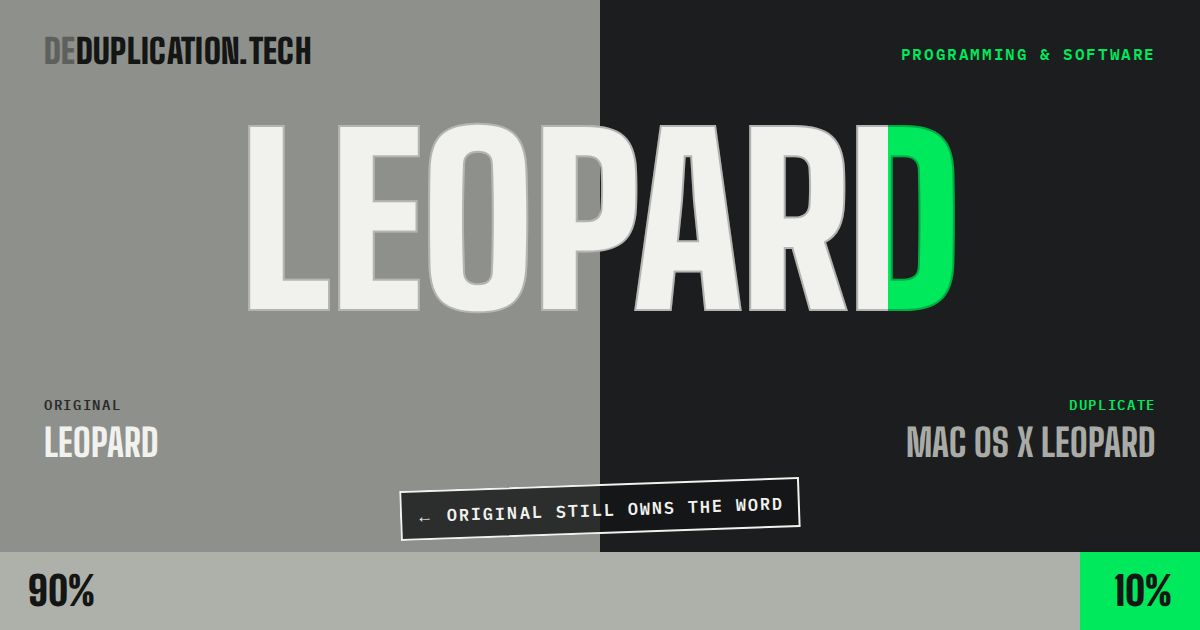 DEDUPLICATION.TECH
PROGRAMMING & SOFTWARE
LEOPARD
ORIGINAL
LEOPARD
DUPLICATE
MAC OS X LEOPARD
← ORIGINAL STILL OWNS THE WORD
90%
10%